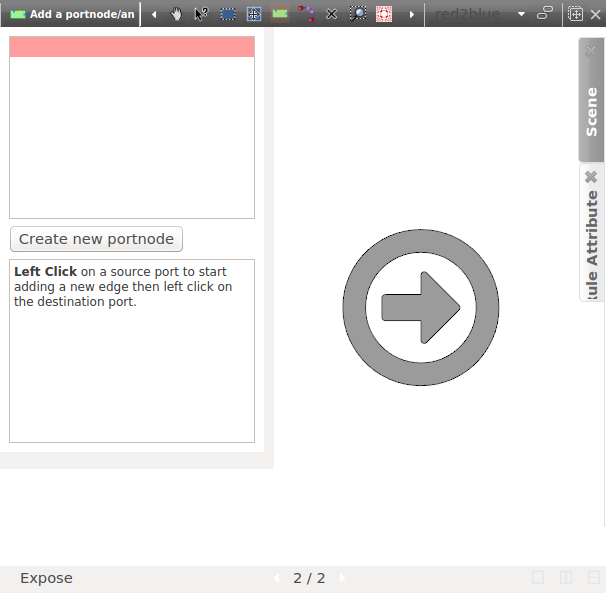 Add a portnode/an
red2blue
Scene
ule Attribute
Create new portnode
Left Click on a source port to start
adding a new edge then left click on
the destination port.
Expose
2 / 2